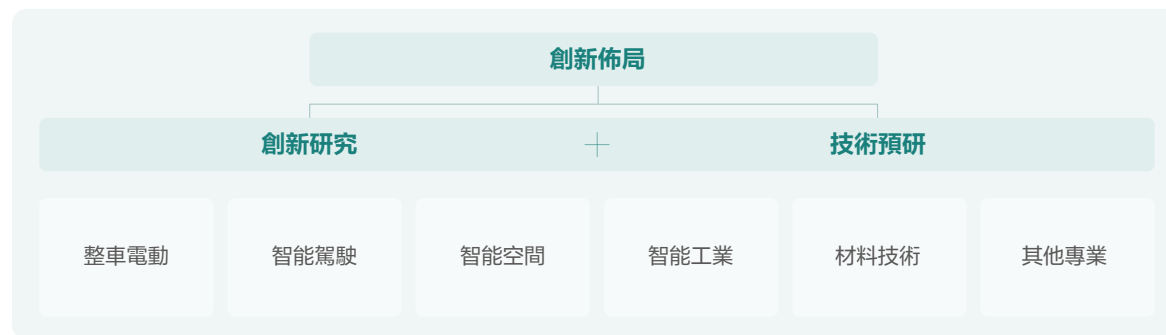 創新佈局
創新研究
技術預研
整車電動
智能駕駛
智能空間
智能工業
材料技術
其他專業